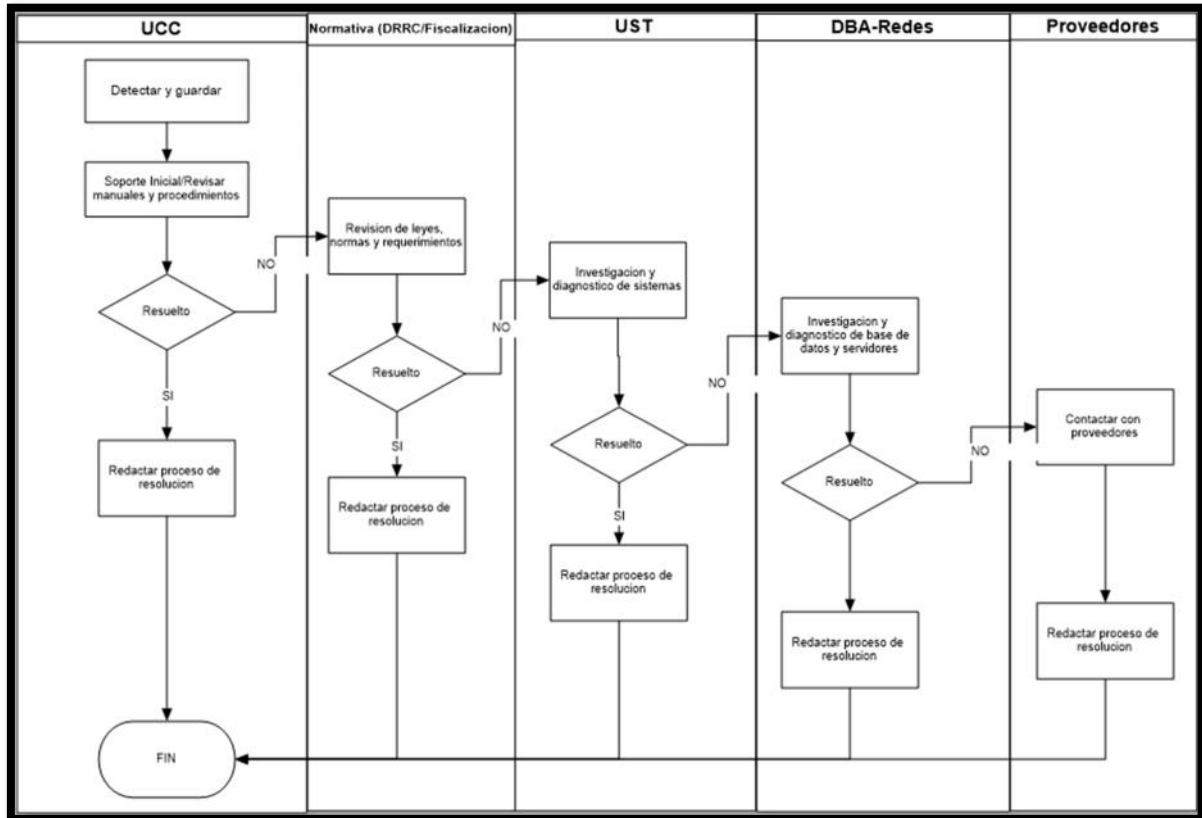 UCC
Normativa (DRRC/Fiscalizacion)
UST
DBA-Redes
Proveedores
Detectar y guardar
Soporte Inicial/Revisar
manuales y procedimientos
Resuelto
NO
SI
Redactar proceso de
resolucion
FIN
Revision de leyes,
normas y requerimientos
Resuelto
NO
SI
Redactar proceso de
resolucion
Investigacion y
diagnostico de sistemas
Resuelto
NO
SI
Redactar proceso de
resolucion
Investigacion y
diagnostico de base de
datos y servidores
Resuelto
NO
Redactar proceso de
resolucion
Contactar con
proveedores
Redactar proceso de
resolucion